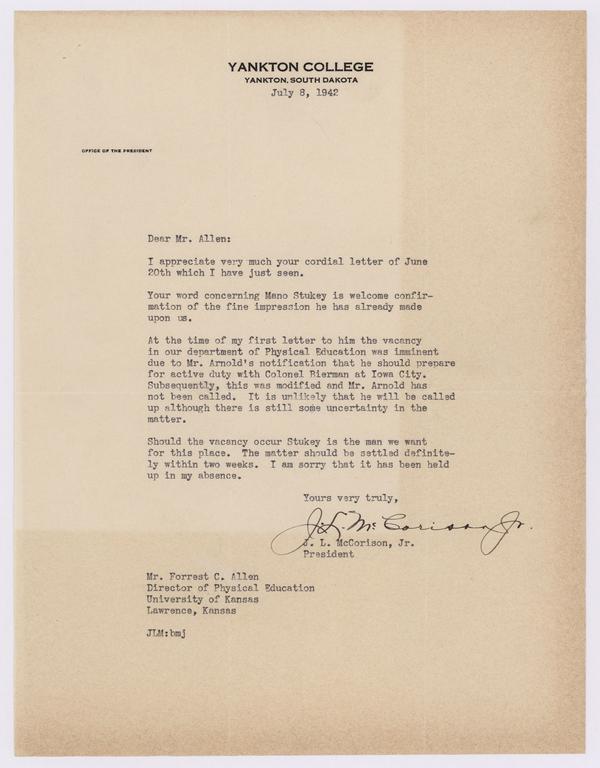 YANKTON COLLEGE
YANKTON, SOUTH DAKOTA
July 8, 1942
OFFICE OF THE PRESIDENT
Dear Mr. Allen:
I appreciate very much your cordial letter of June
20th which I have just seen.
Your word concerning Meno Stukey is welcome confir-
mation of the fine impression he has already made
upon us.
At the time of my first letter to him the vacancy
in our department of Physical Education was imminent
due to Mr. Arnold's notification that he should prepare
for active duty with Colonel Bierman at Iowa City.
Subsequently, this was modified and Mr. Arnold has
not been called. It is unlikely that he will be called
up although there is still some uncertainty in the
matter.
Should the vacancy occur Stukey is the man we want
for this place. The matter should be settled definite-
ly within two weeks. I am sorry that it has been held
up in my absence.
Yours very truly,
J. L. McCorison Jr.
J. L. McCorison, Jr.
President
Mr. Forrest C. Allen
Director of Physical Education
University of Kansas
Lawrence, Kansas
JLM:bmj